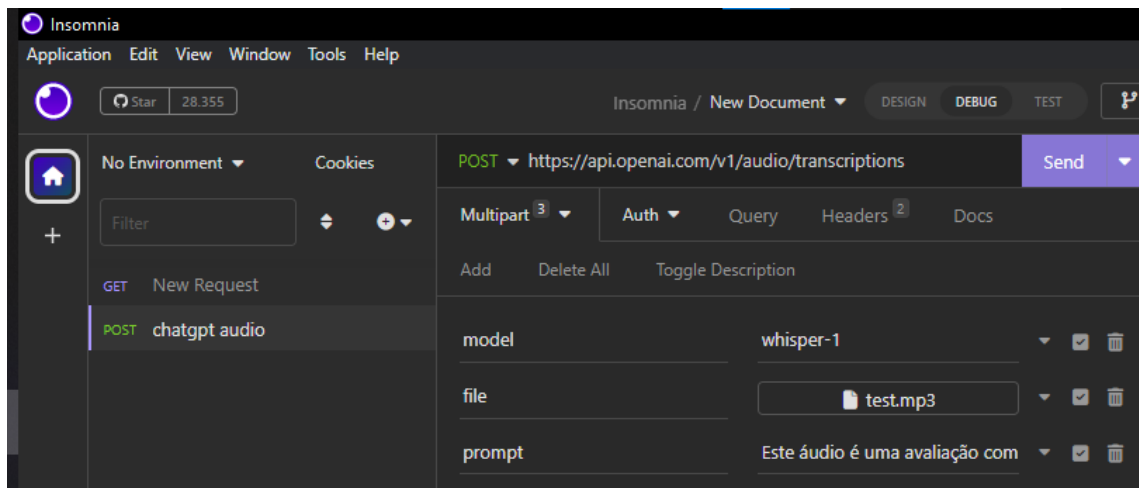 Insomnia
Application Edit View Window Tools Help
Star 28.355
Insomnia / New Document DESIGN DEBUG TEST
No Environment Cookies
POST https://api.openai.com/v1/audio/transcriptions Send
Filter
Multipart 3 Auth Query Headers 2 Docs
Add Delete All Toggle Description
GET New Request
POST chatgpt audio
model whisper-1
file test.mp3
prompt Este áudio é uma avaliação com